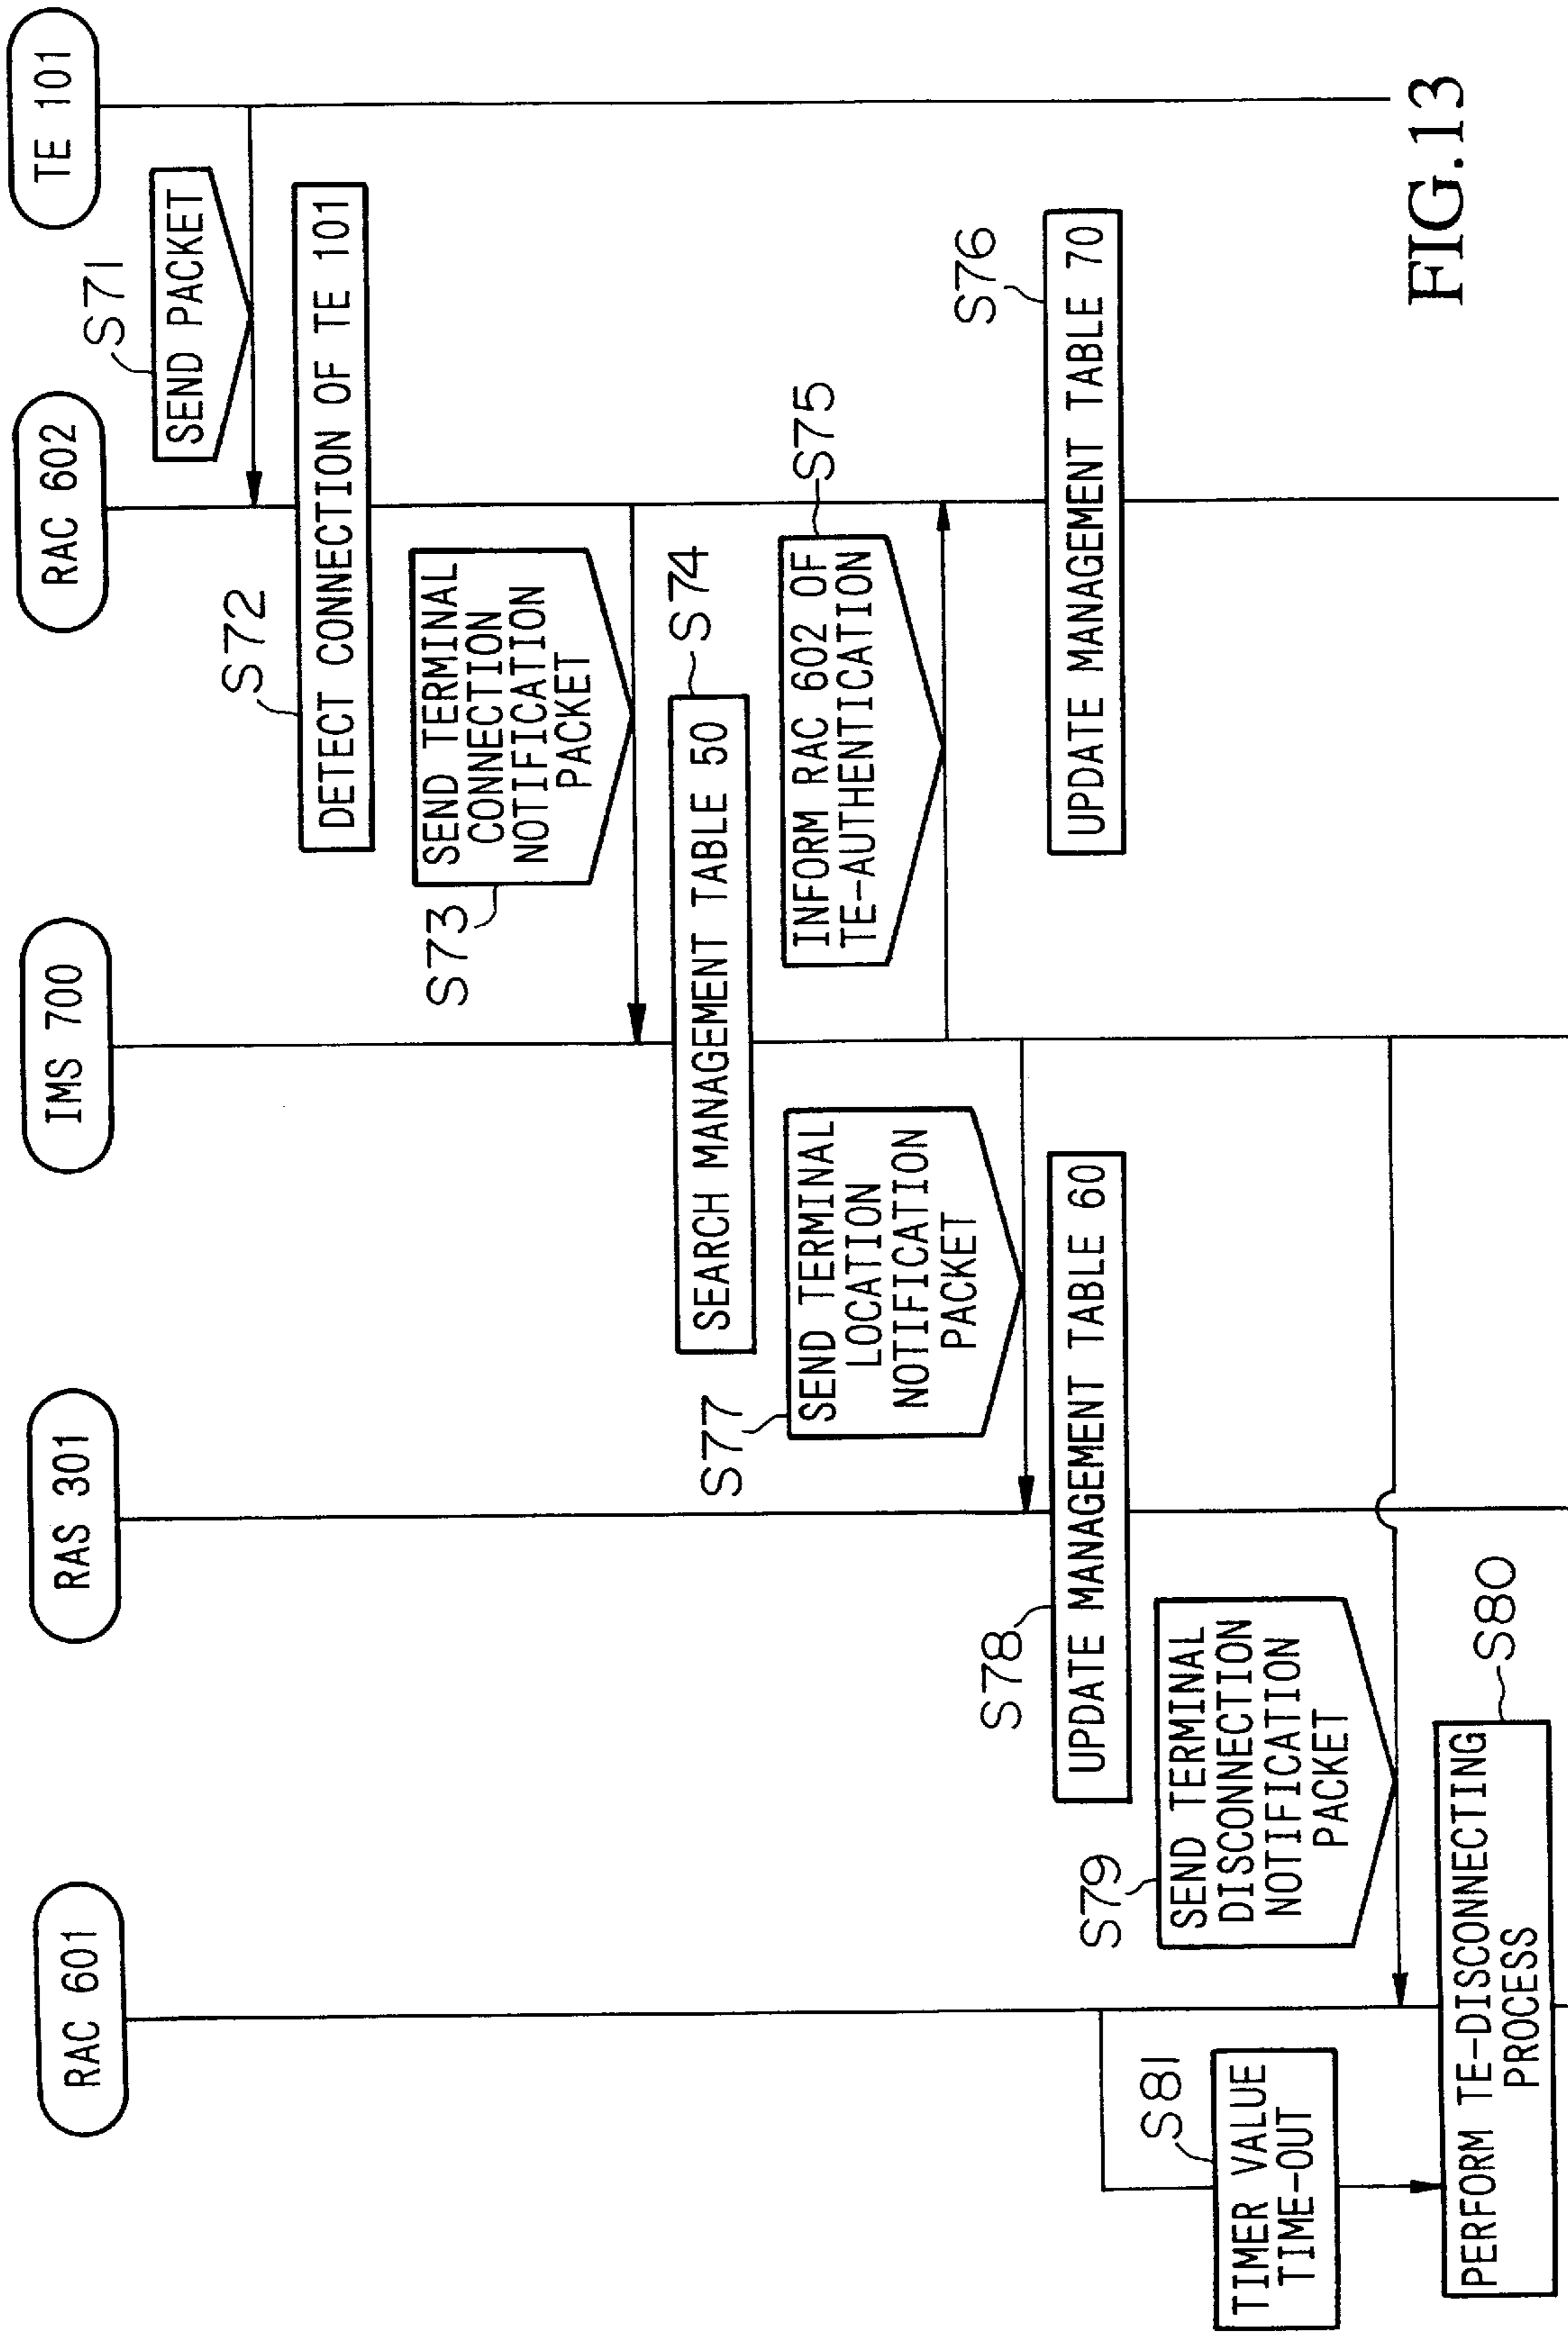 RAC 601
RAS 301
IMS 700
RAC 602
TE 101
S71
SEND PACKET
S72
DETECT CONNECTION OF TE 101
S73
SEND TERMINAL
CONNECTION
NOTIFICATION
PACKET
S74
SEARCH MANAGEMENT TABLE 50
S75
INFORM RAC 602 OF
TE-AUTHENTICATION
S76
UPDATE MANAGEMENT TABLE 70
S77
SEND TERMINAL
LOCATION
NOTIFICATION
PACKET
S78
UPDATE MANAGEMENT TABLE 60
S79
SEND TERMINAL
DISCONNECTION
NOTIFICATION
PACKET
S81
TIMER VALUE
TIME-OUT
S80
PERFORM TE-DISCONNECTING
PROCESS
FIG.13